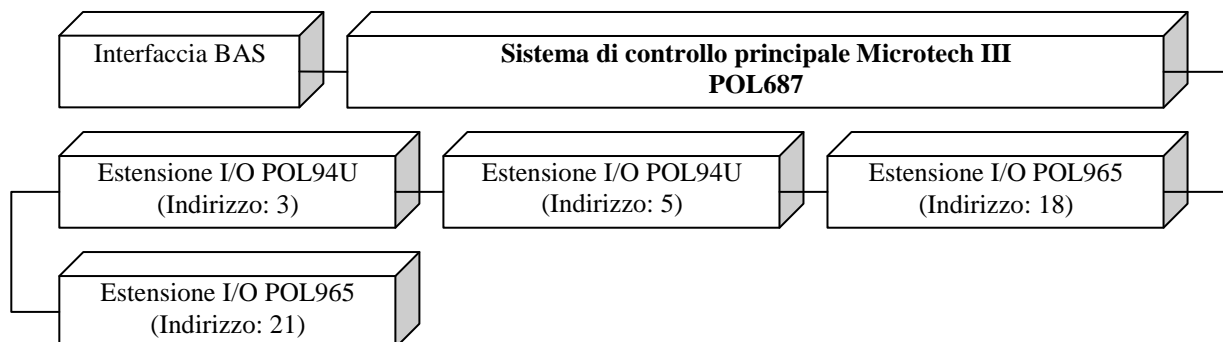 Interfaccia BAS
Sistema di controllo principale Microtech III
POL687
Estensione I/O POL94U
(Indirizzo: 3)
Estensione I/O POL94U
(Indirizzo: 5)
Estensione I/O POL965
(Indirizzo: 18)
Estensione I/O POL965
(Indirizzo: 21)